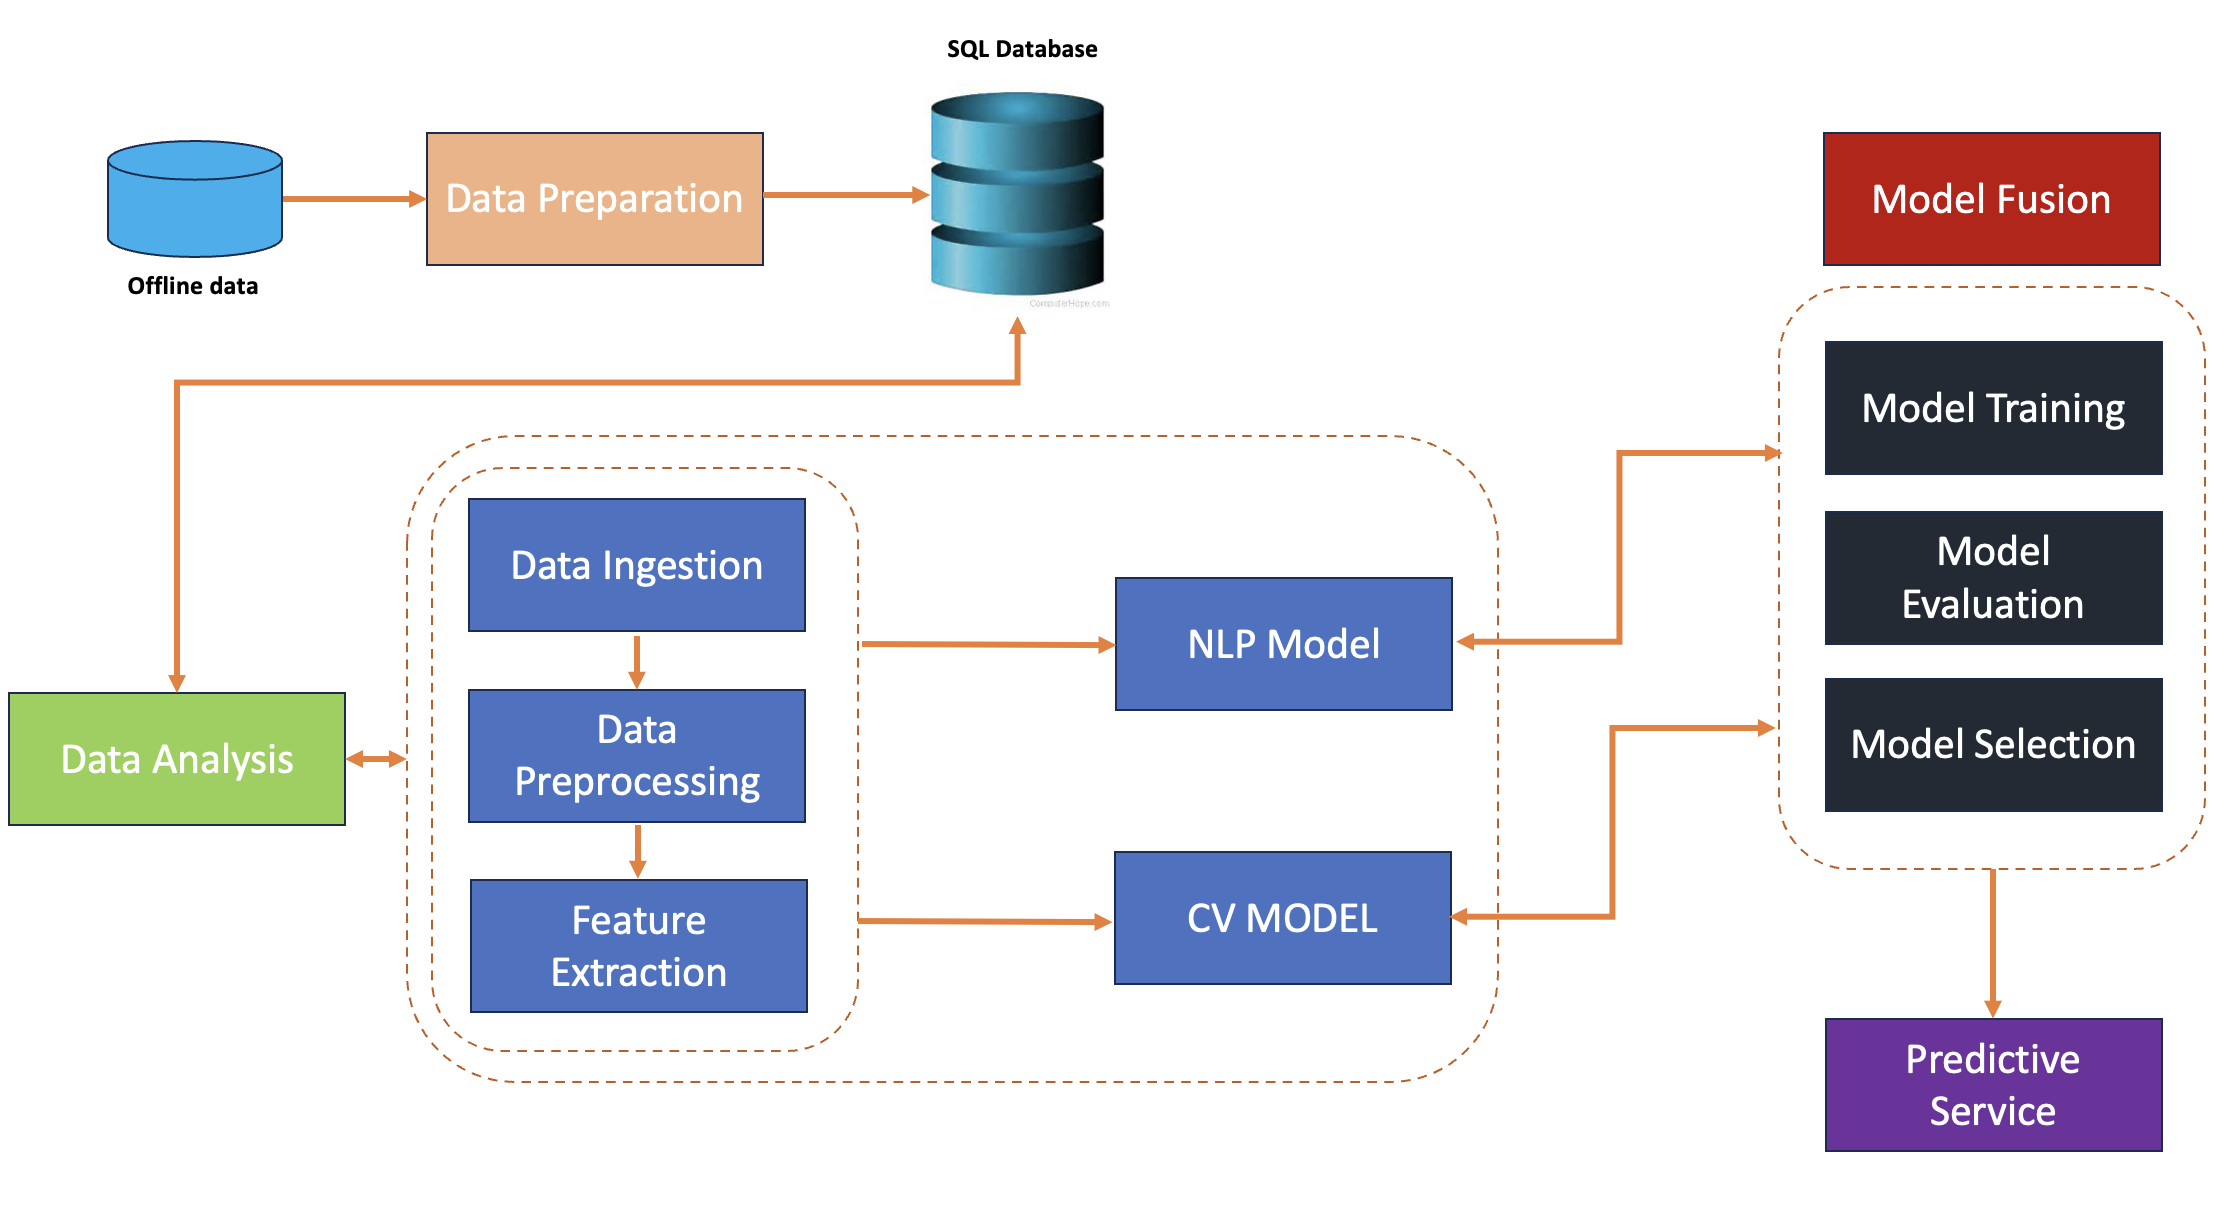 SQL Database
Offline data
Data Preparation
ComputerHope.com
Model Fusion
Model Training
Model
Evaluation
Model Selection
Data Ingestion
Data
Preprocessing
Feature
Extraction
NLP Model
CV MODEL
Data Analysis
Predictive
Service